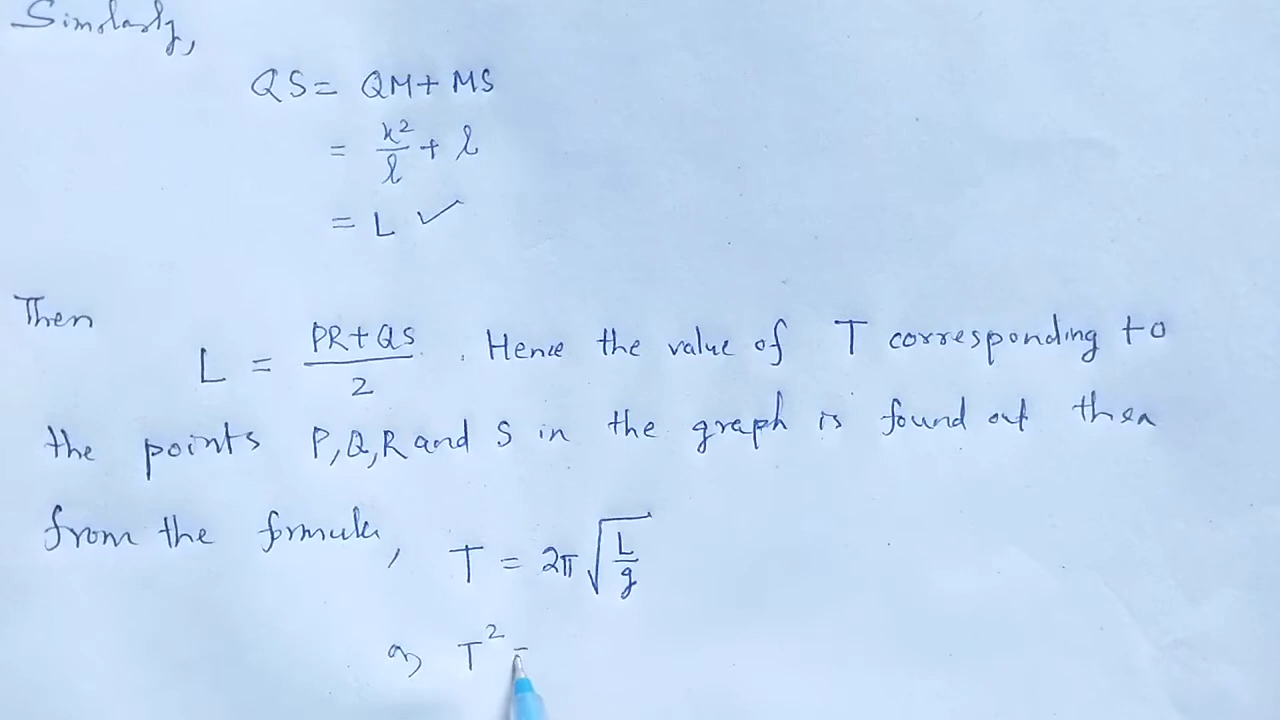 Similarly,
QS = QM + MS
= k²/l + l
= L ✓
Then
L = (PR + QS)/2 . Hence the value of T corresponding to
the points P, Q, R and S in the graph is found out then
from the formula, T = 2π√(L/g)
or, T² =